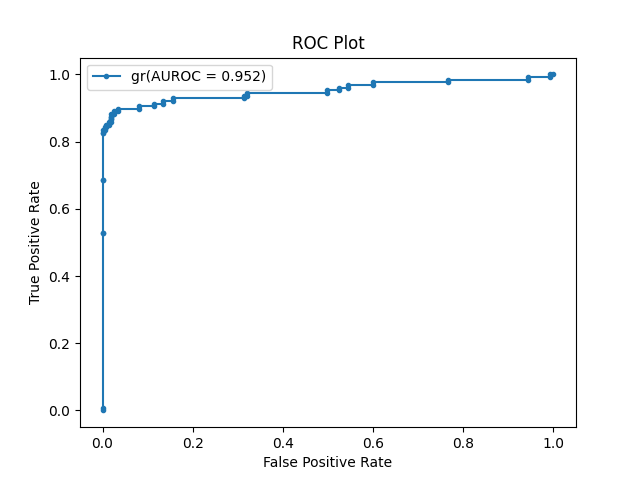 ROC Plot
gr(AUROC = 0.952)
1.0
0.8
0.6
0.4
0.2
0.0
True Positive Rate
0.0 0.2 0.4 0.6 0.8 1.0
False Positive Rate